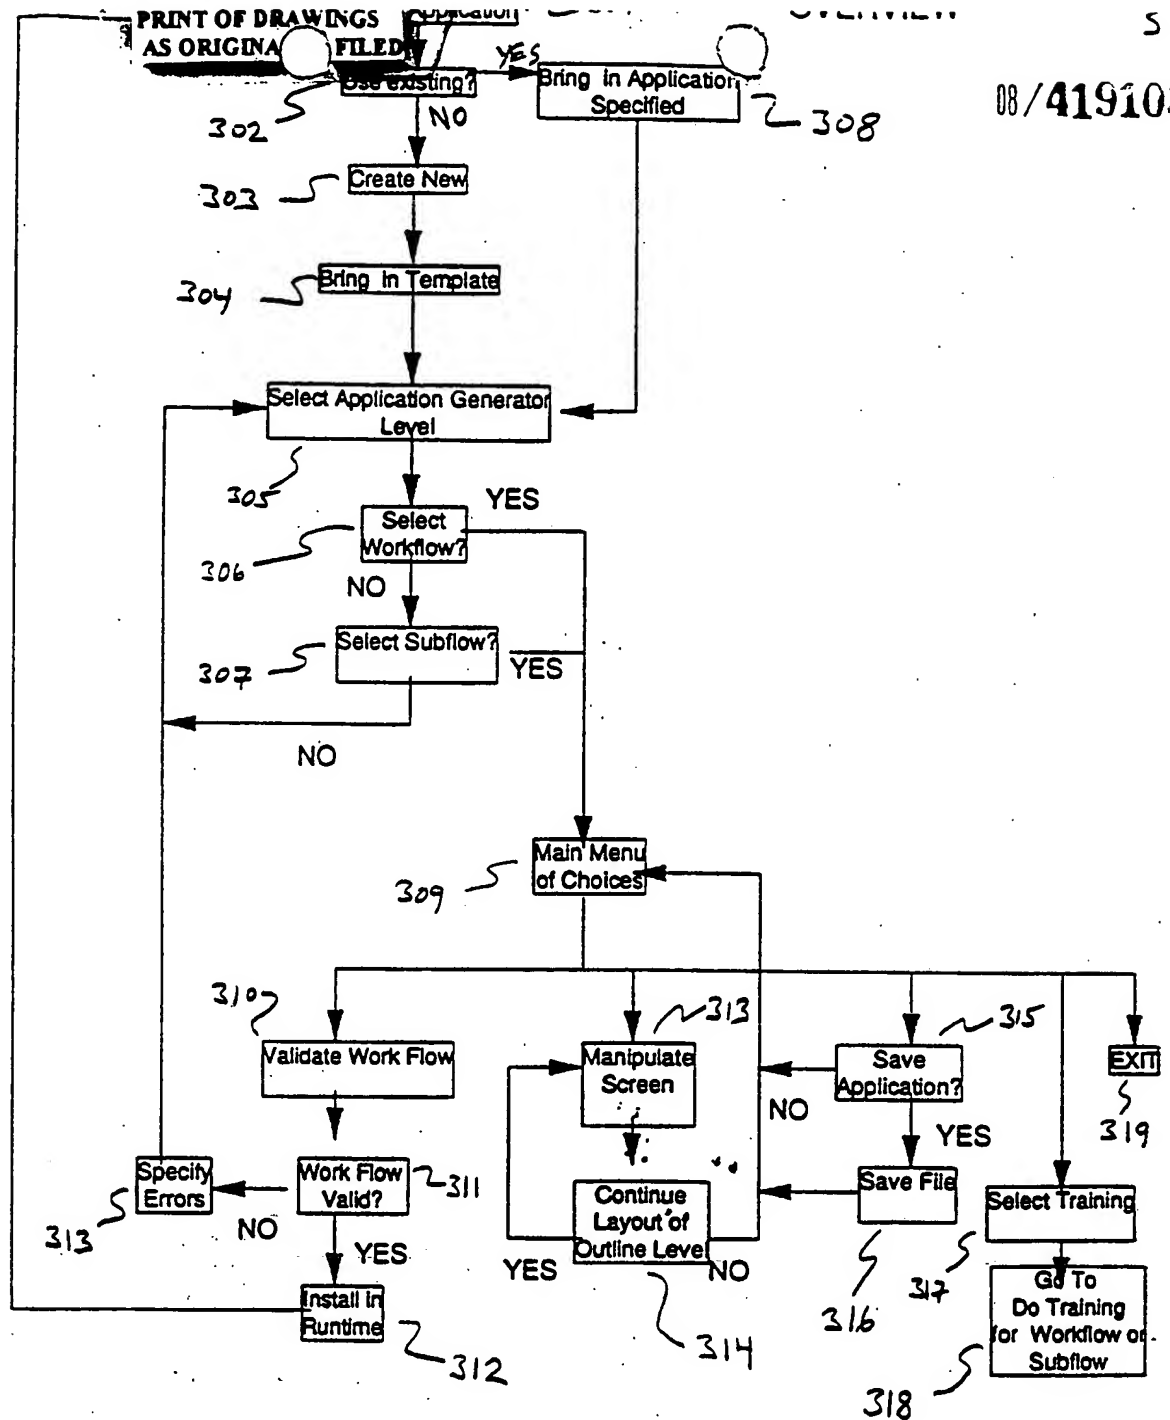 PRINT OF DRAWINGS
AS ORIGINA FILED
Application
OVERVIEW
S
08/41910
Use existing?
YES
NO
302
Bring In Application
Specified
308
303
Create New
304
Bring In Template
Select Application Generator
Level
305
YES
Select
Workflow?
306
NO
Select Subflow?
307
YES
NO
Main Menu
of Choices
309
310
Validate Work Flow
313
Manipulate
Screen
315
Save
Application?
NO
YES
EXIT
319
Specify
Errors
313
NO
Work Flow
Valid?
311
YES
Continue
Layout of
Outline Level
YES
NO
314
Save File
316
Select Training
317
Install in
Runtime
312
Go To
Do Training
for Workflow or
Subflow
318